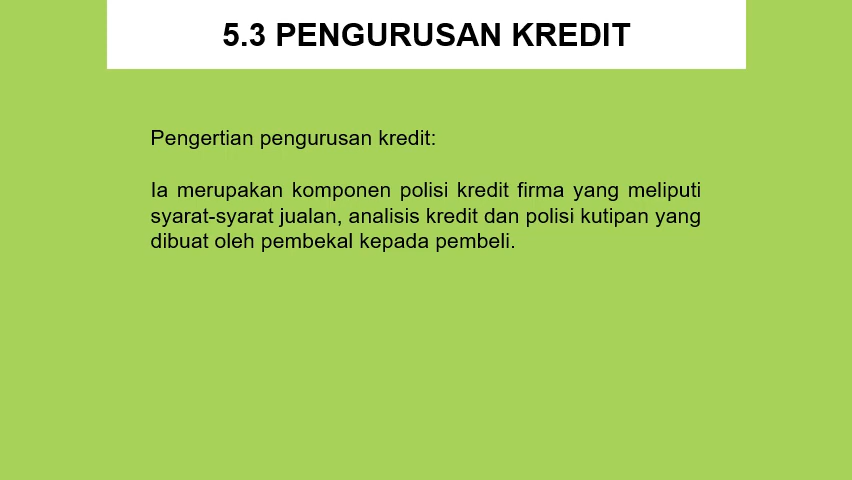 5.3 PENGURUSAN KREDIT
Pengertian pengurusan kredit:
Ia merupakan komponen polisi kredit firma yang meliputi
syarat-syarat jualan, analisis kredit dan polisi kutipan yang
dibuat oleh pembekal kepada pembeli.